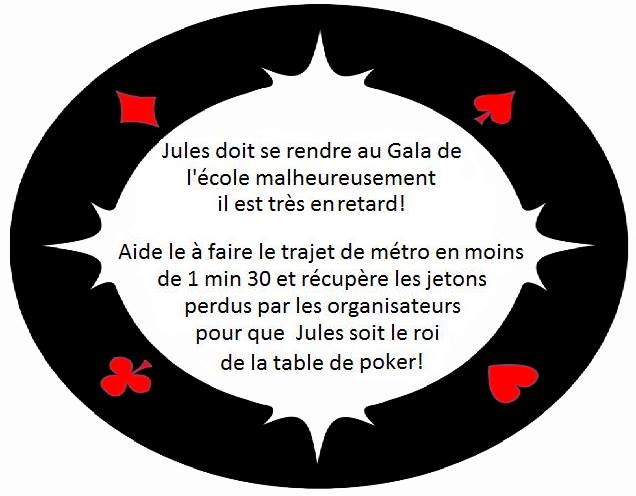 Jules doit se rendre au Gala de
l'école malheureusement
il est très en retard!
Aide le à faire le trajet de métro en moins
de 1 min 30 et récupère les jetons
perdus par les organisateurs
pour que Jules soit le roi
de la table de poker!